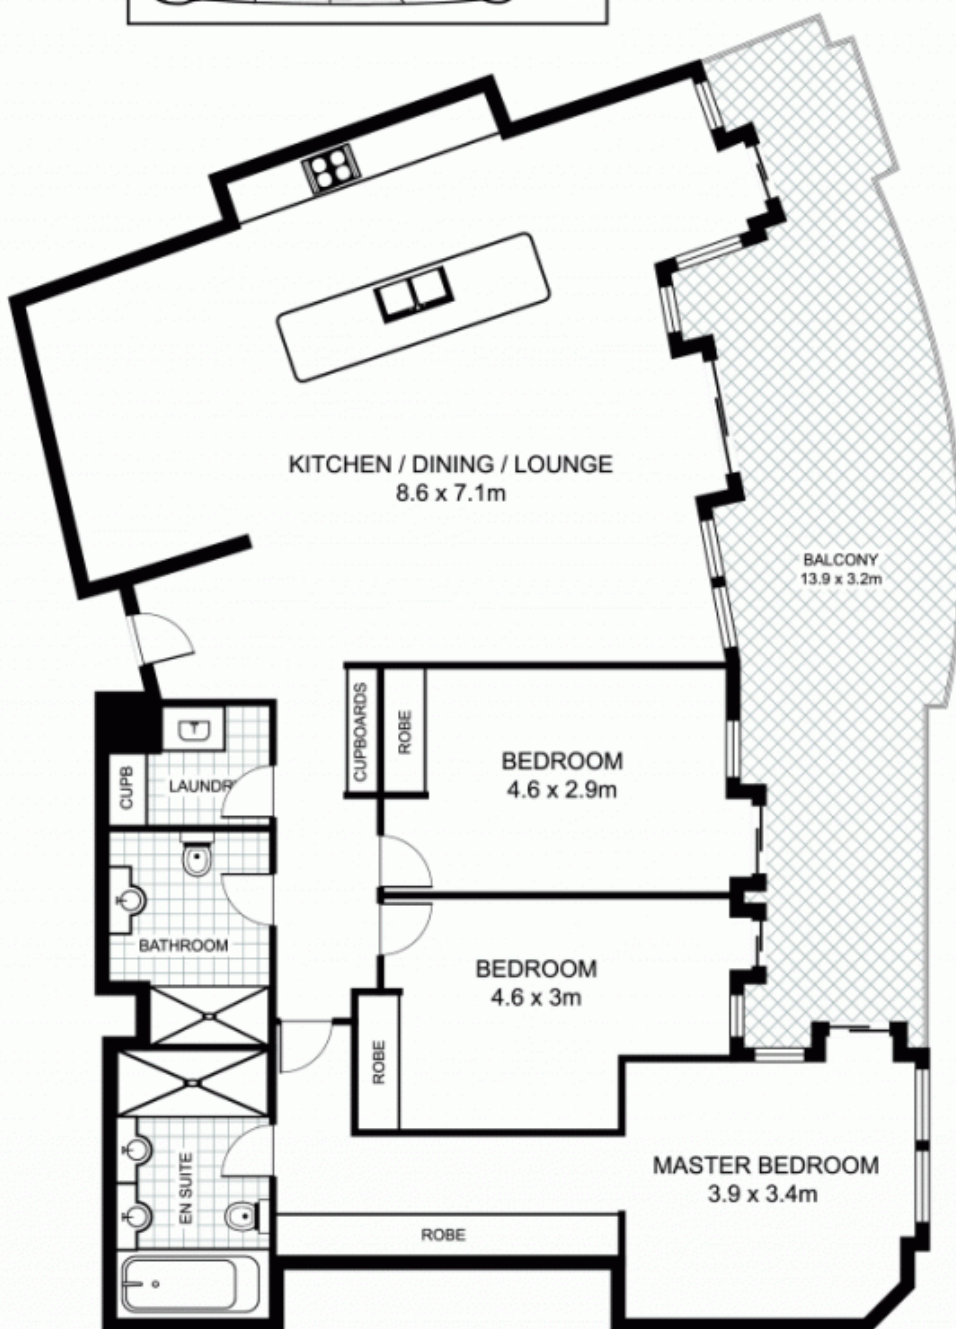 KITCHEN / DINING / LOUNGE
8.6 x 7.1m
BALCONY
13.9 x 3.2m
CUPBOARDS
ROBE
BEDROOM
4.6 x 2.9m
CUPB
LAUNDR
BATHROOM
BEDROOM
4.6 x 3m
ROBE
EN SUITE
MASTER BEDROOM
3.9 x 3.4m
ROBE